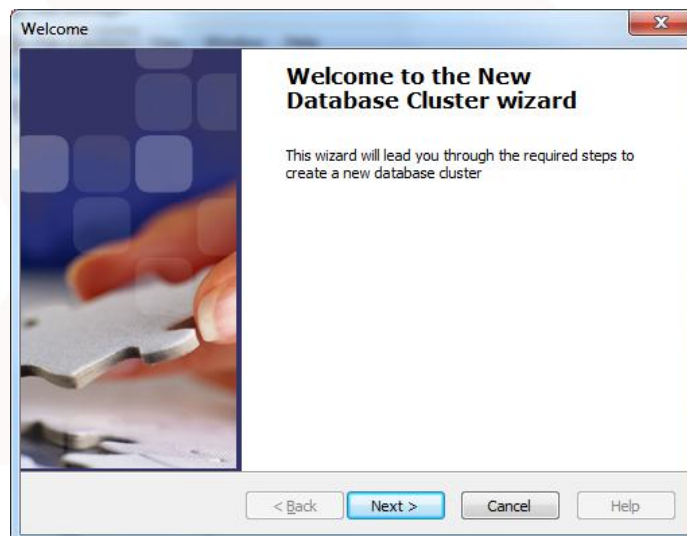 Welcome
Welcome to the New
Database Cluster wizard
This wizard will lead you through the required steps to
create a new database cluster
< Back
Next >
Cancel
Help